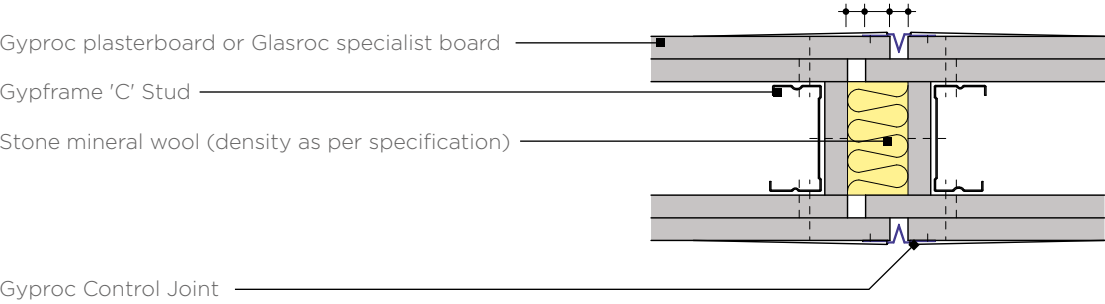 Gyproc plasterboard or Glasroc specialist board
Gypframe 'C' Stud
Stone mineral wool (density as per specification)
Gyproc Control Joint